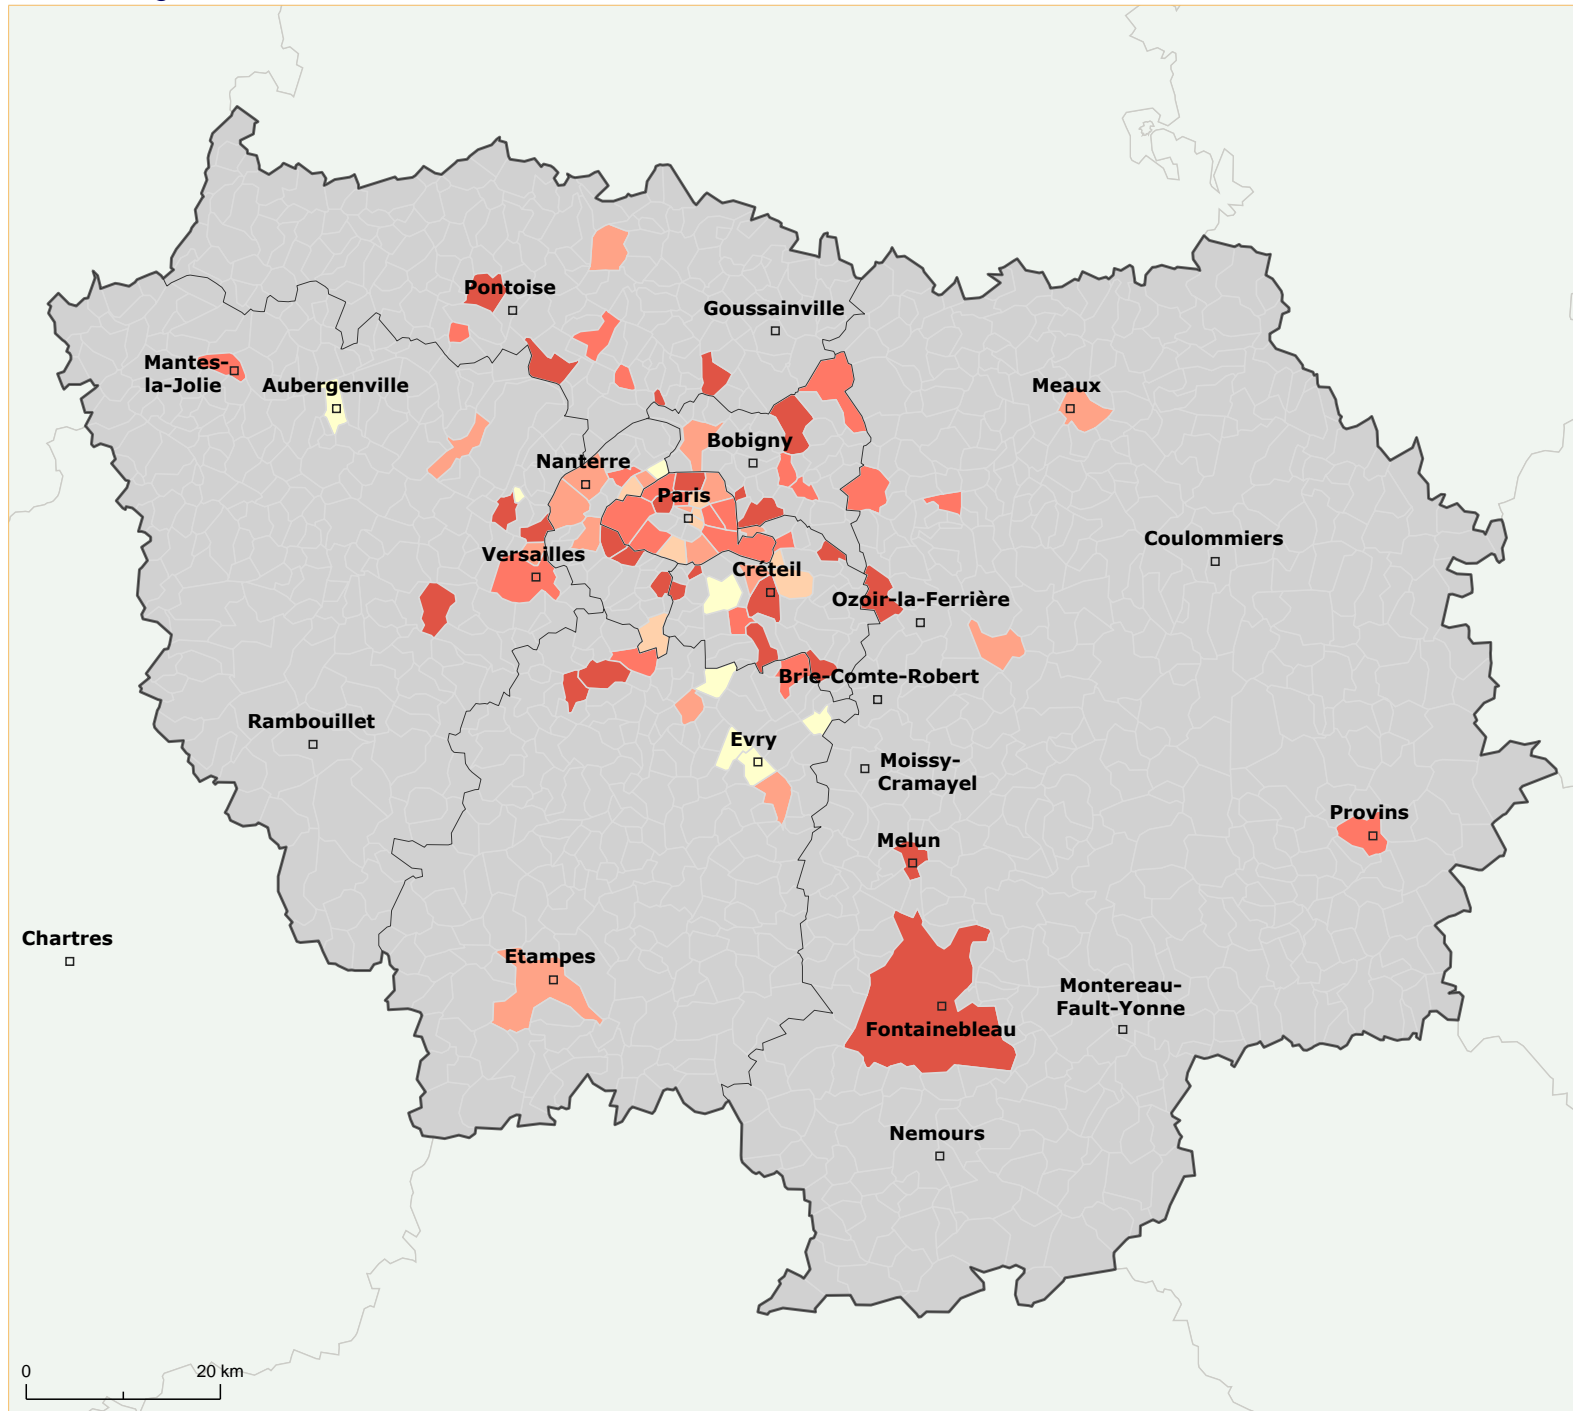 Pontoise
Goussainville
Mantes-
la-Jolie
Aubergenville
Meaux
Bobigny
Nanterre
Paris
Coulommiers
Versailles
Créteil
Ozoir-la-Ferrière
Brie-Comte-Robert
Rambouillet
Evry
Moissy-
Cramayel
Provins
Melun
Chartres
Etampes
Montereau-
Fault-Yonne
Fontainebleau
Nemours
0
20 km